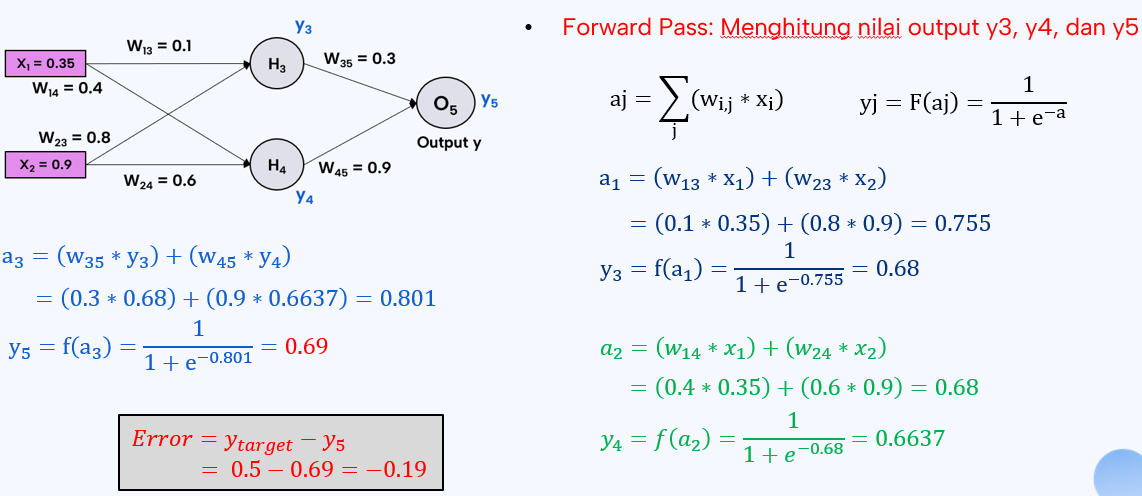 • Forward Pass: Menghitung nilai output y3, y4, dan y5
y₃
W₁₃ = 0.1
X₁ = 0.35
H₃
W₃₅ = 0.3
W₁₄ = 0.4
O₅
y₅
Output y
W₂₃ = 0.8
X₂ = 0.9
H₄
W₄₅ = 0.9
W₂₄ = 0.6
y₄
aj = ∑j (wᵢ,ⱼ * xᵢ)
yj = F(aj) = 1 / (1 + e^−a)
a₁ = (w₁₃ * x₁) + (w₂₃ * x₂)
= (0.1 * 0.35) + (0.8 * 0.9) = 0.755
y₃ = f(a₁) = 1 / (1 + e^−0.755) = 0.68
a₂ = (w₁₄ * x₁) + (w₂₄ * x₂)
= (0.4 * 0.35) + (0.6 * 0.9) = 0.68
y₄ = f(a₂) = 1 / (1 + e^−0.68) = 0.6637
a₃ = (w₃₅ * y₃) + (w₄₅ * y₄)
= (0.3 * 0.68) + (0.9 * 0.6637) = 0.801
y₅ = f(a₃) = 1 / (1 + e^−0.801) = 0.69
Error = y_target − y₅
= 0.5 − 0.69 = −0.19